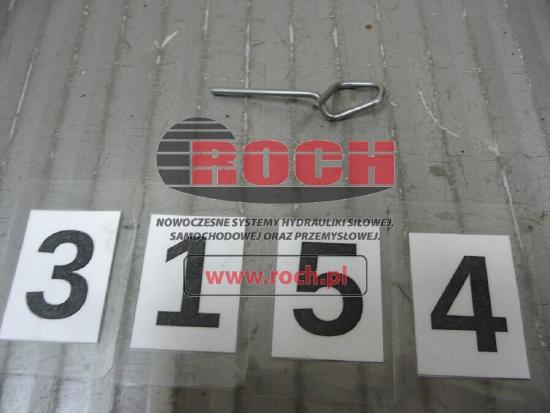 ROCH
NOWOCZESNE SYSTEMY HYDRAULIKI SIŁOWEJ,
SAMOCHODOWEJ ORAZ PRZEMYSŁOWEJ.
www.roch.pl
3 1 5 4